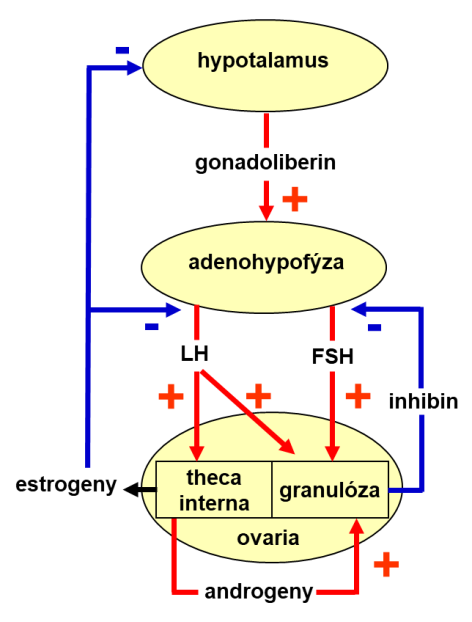 -
hypotalamus
gonadoliberin
+
adenohypofýza
-
-
LH
FSH
+
+
+
inhibin
estrogeny
theca
interna
granulóza
ovaria
+
androgeny